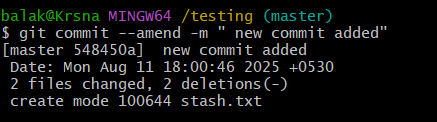 balak@Krsna MINGW64 /testing (master)
$ git commit --amend -m " new commit added"
[master 548450a]  new commit added
 Date: Mon Aug 11 18:00:46 2025 +0530
 2 files changed, 2 deletions(-)
 create mode 100644 stash.txt